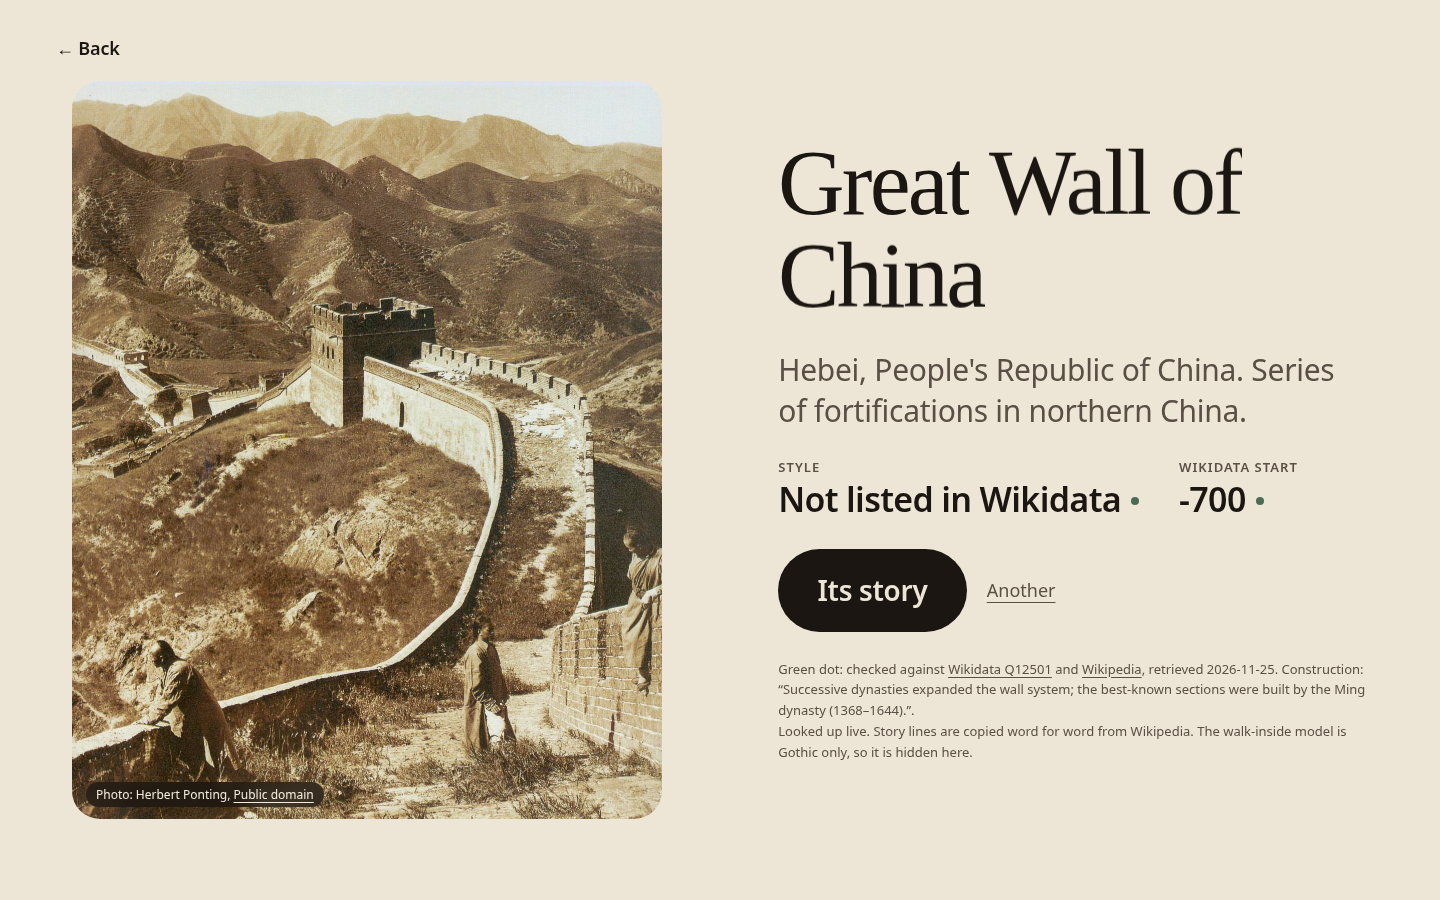 ← Back
Great Wall of
China
Hebei, People's Republic of China. Series
of fortifications in northern China.
STYLE
Not listed in Wikidata
WIKIDATA START
-700
Its story
Another
Green dot: checked against Wikidata Q12501 and Wikipedia, retrieved 2026-11-25. Construction:
“Successive dynasties expanded the wall system; the best-known sections were built by the Ming
dynasty (1368–1644).”.
Looked up live. Story lines are copied word for word from Wikipedia. The walk-inside model is
Gothic only, so it is hidden here.
Photo: Herbert Ponting, Public domain